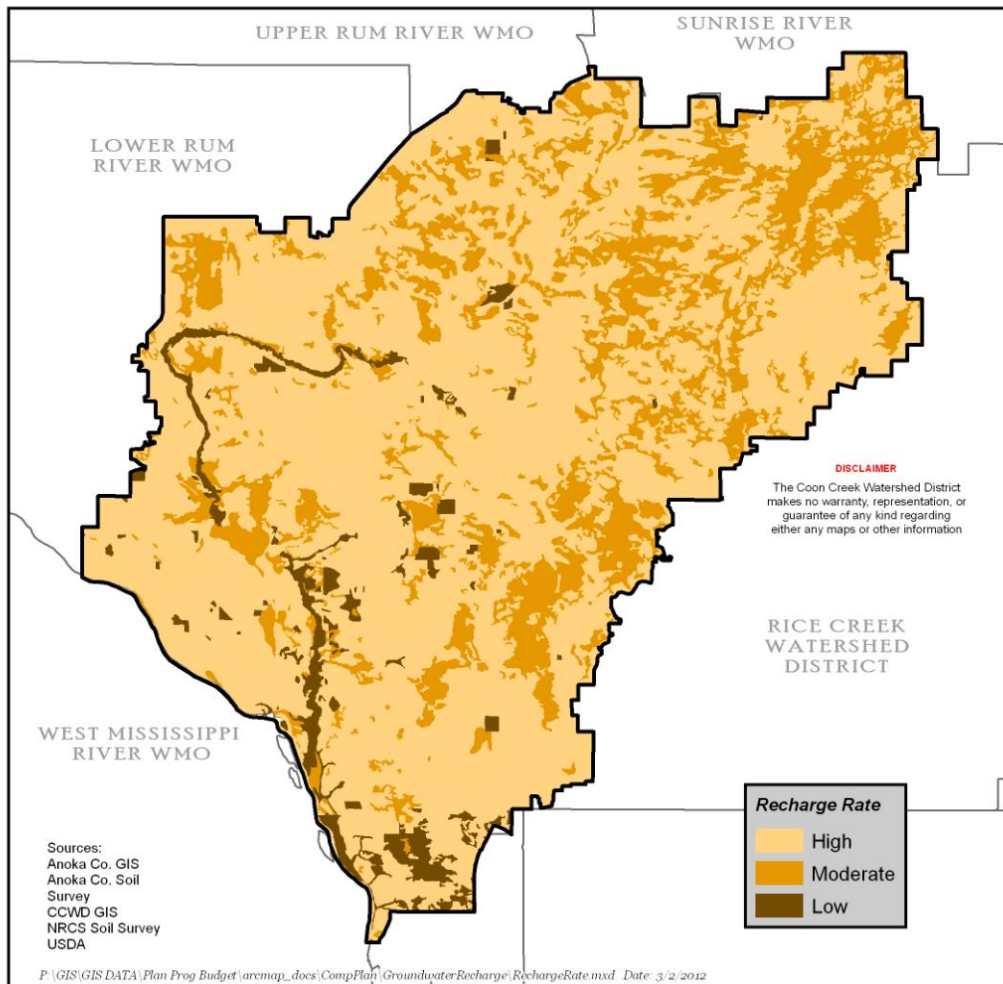 UPPER RUM RIVER WMO
SUNRISE RIVER
WMO
LOWER RUM
RIVER WMO
DISCLAIMER
The Coon Creek Watershed District
makes no warranty, representation, or
guarantee of any kind regarding
either any maps or other information
RICE CREEK
WATERSHED
DISTRICT
WEST MISSISSIPPI
RIVER WMO
Recharge Rate
High
Moderate
Low
Sources:
Anoka Co. GIS
Anoka Co. Soil
Survey
CCWD GIS
NRCS Soil Survey
USDA
P:\GIS\GIS DATA\Plan Prog Budget\arcmap_docs\CompPlan\GroundwaterRecharge\RechargeRate.mxd Date: 3/2/2012